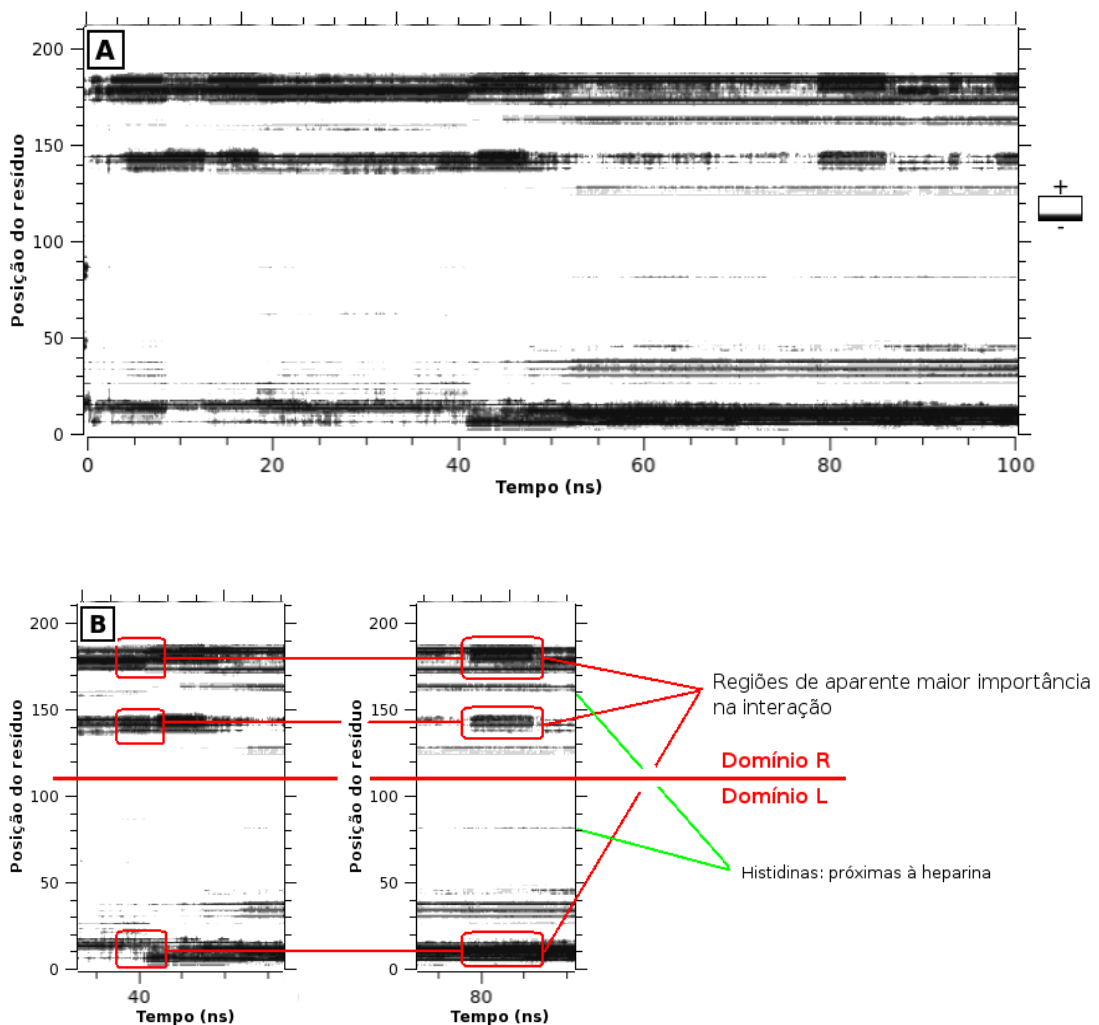 A
200
150
100
50
0
Posição do resíduo
0 20 40 60 80 100
Tempo (ns)
+
-
B
200
150
100
50
0
Posição do resíduo
40
Tempo (ns)
200
150
100
50
0
Posição do resíduo
80
Tempo (ns)
Regiões de aparente maior importância
na interação
Domínio R
Domínio L
Histidinas: próximas à heparina